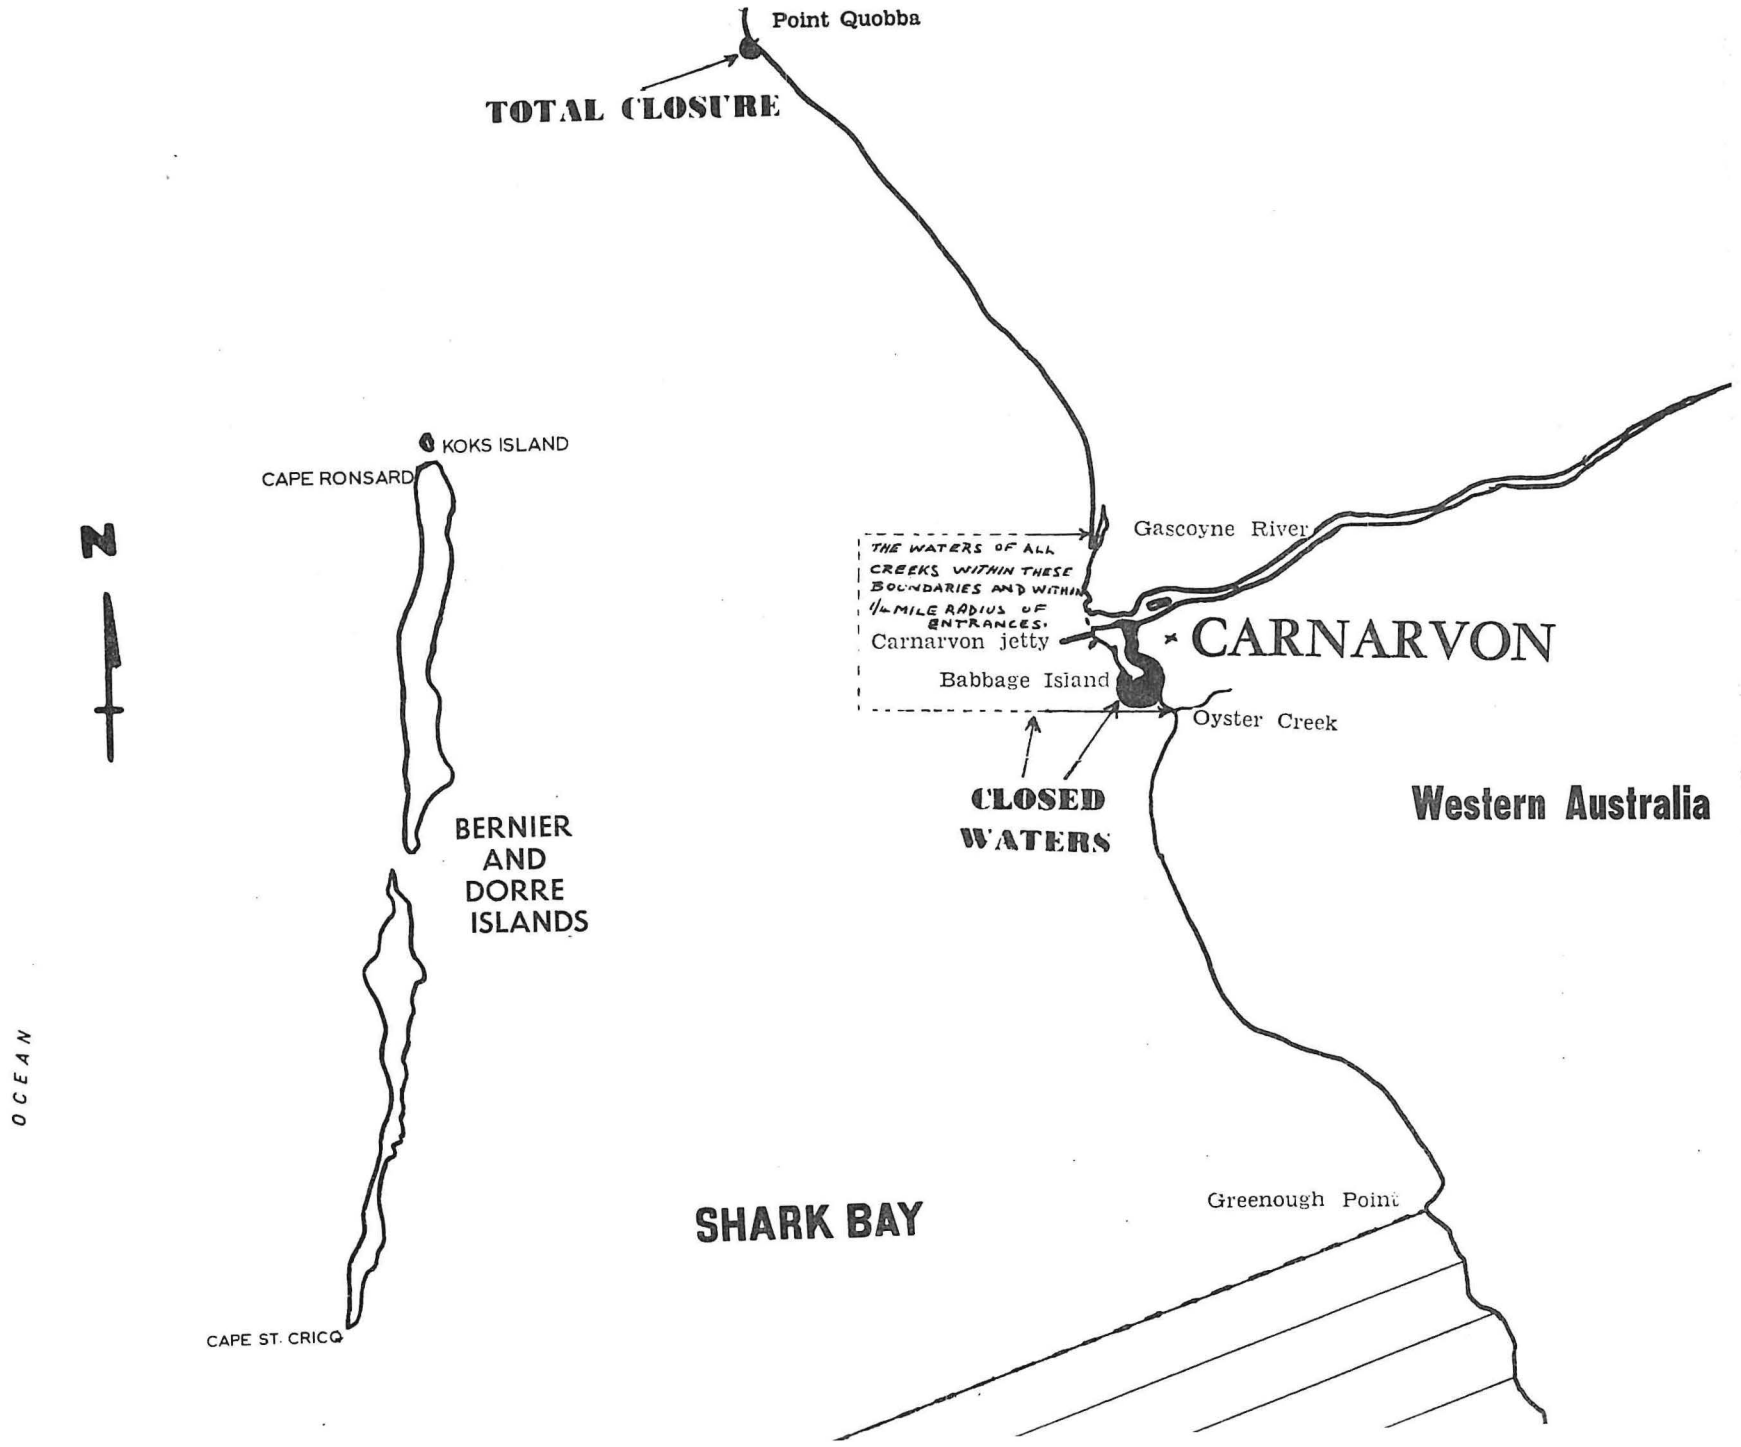 Point Quobba
TOTAL CLOSURE
KOKS ISLAND
CAPE RONSARD
N
Gascoyne River
THE WATERS OF ALL
CREEKS WITHIN THESE
BOUNDARIES AND WITHIN
1/4 MILE RADIUS OF
ENTRANCES.
Carnarvon jetty
CARNARVON
Babbage Island
Oyster Creek
CLOSED
WATERS
Western Australia
BERNIER
AND
DORRE
ISLANDS
OCEAN
SHARK BAY
Greenough Point
CAPE ST. CRICQ